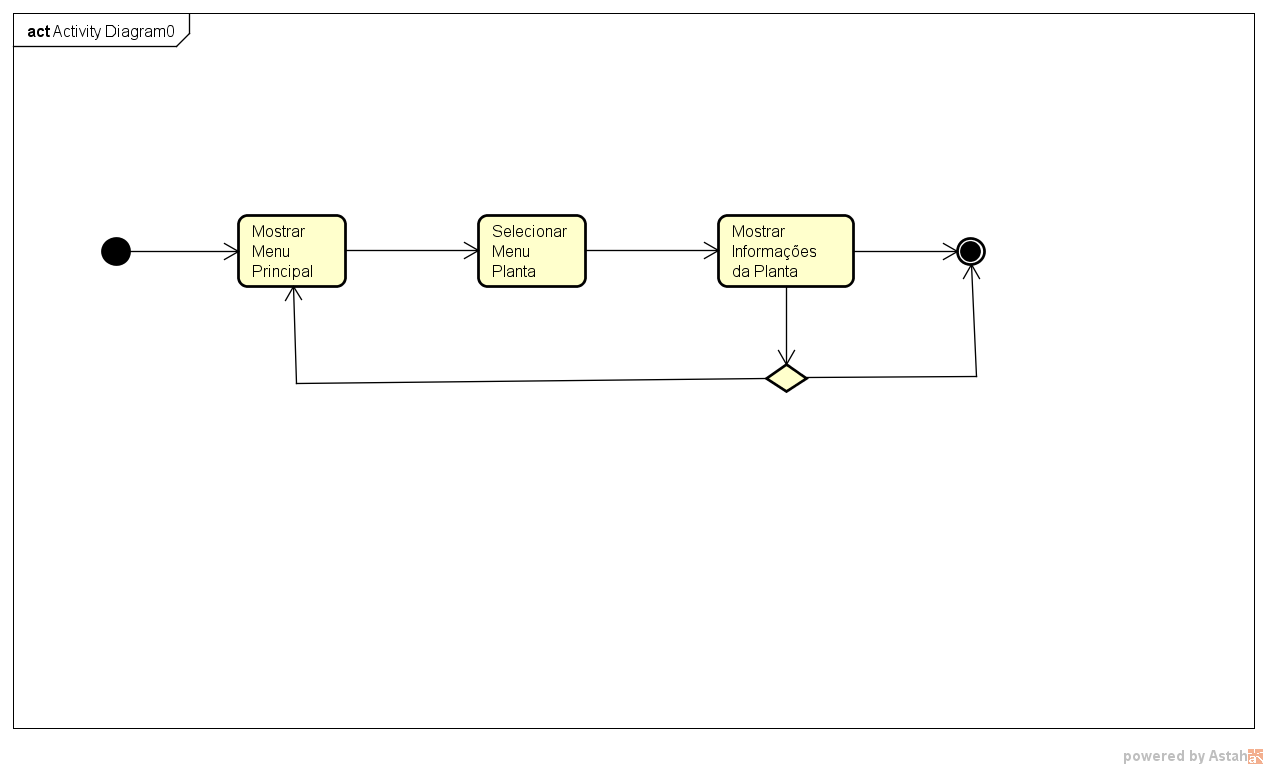 act Activity Diagram0
Mostrar
Menu
Principal
Selecionar
Menu
Planta
Mostrar
Informações
da Planta
powered by Astah